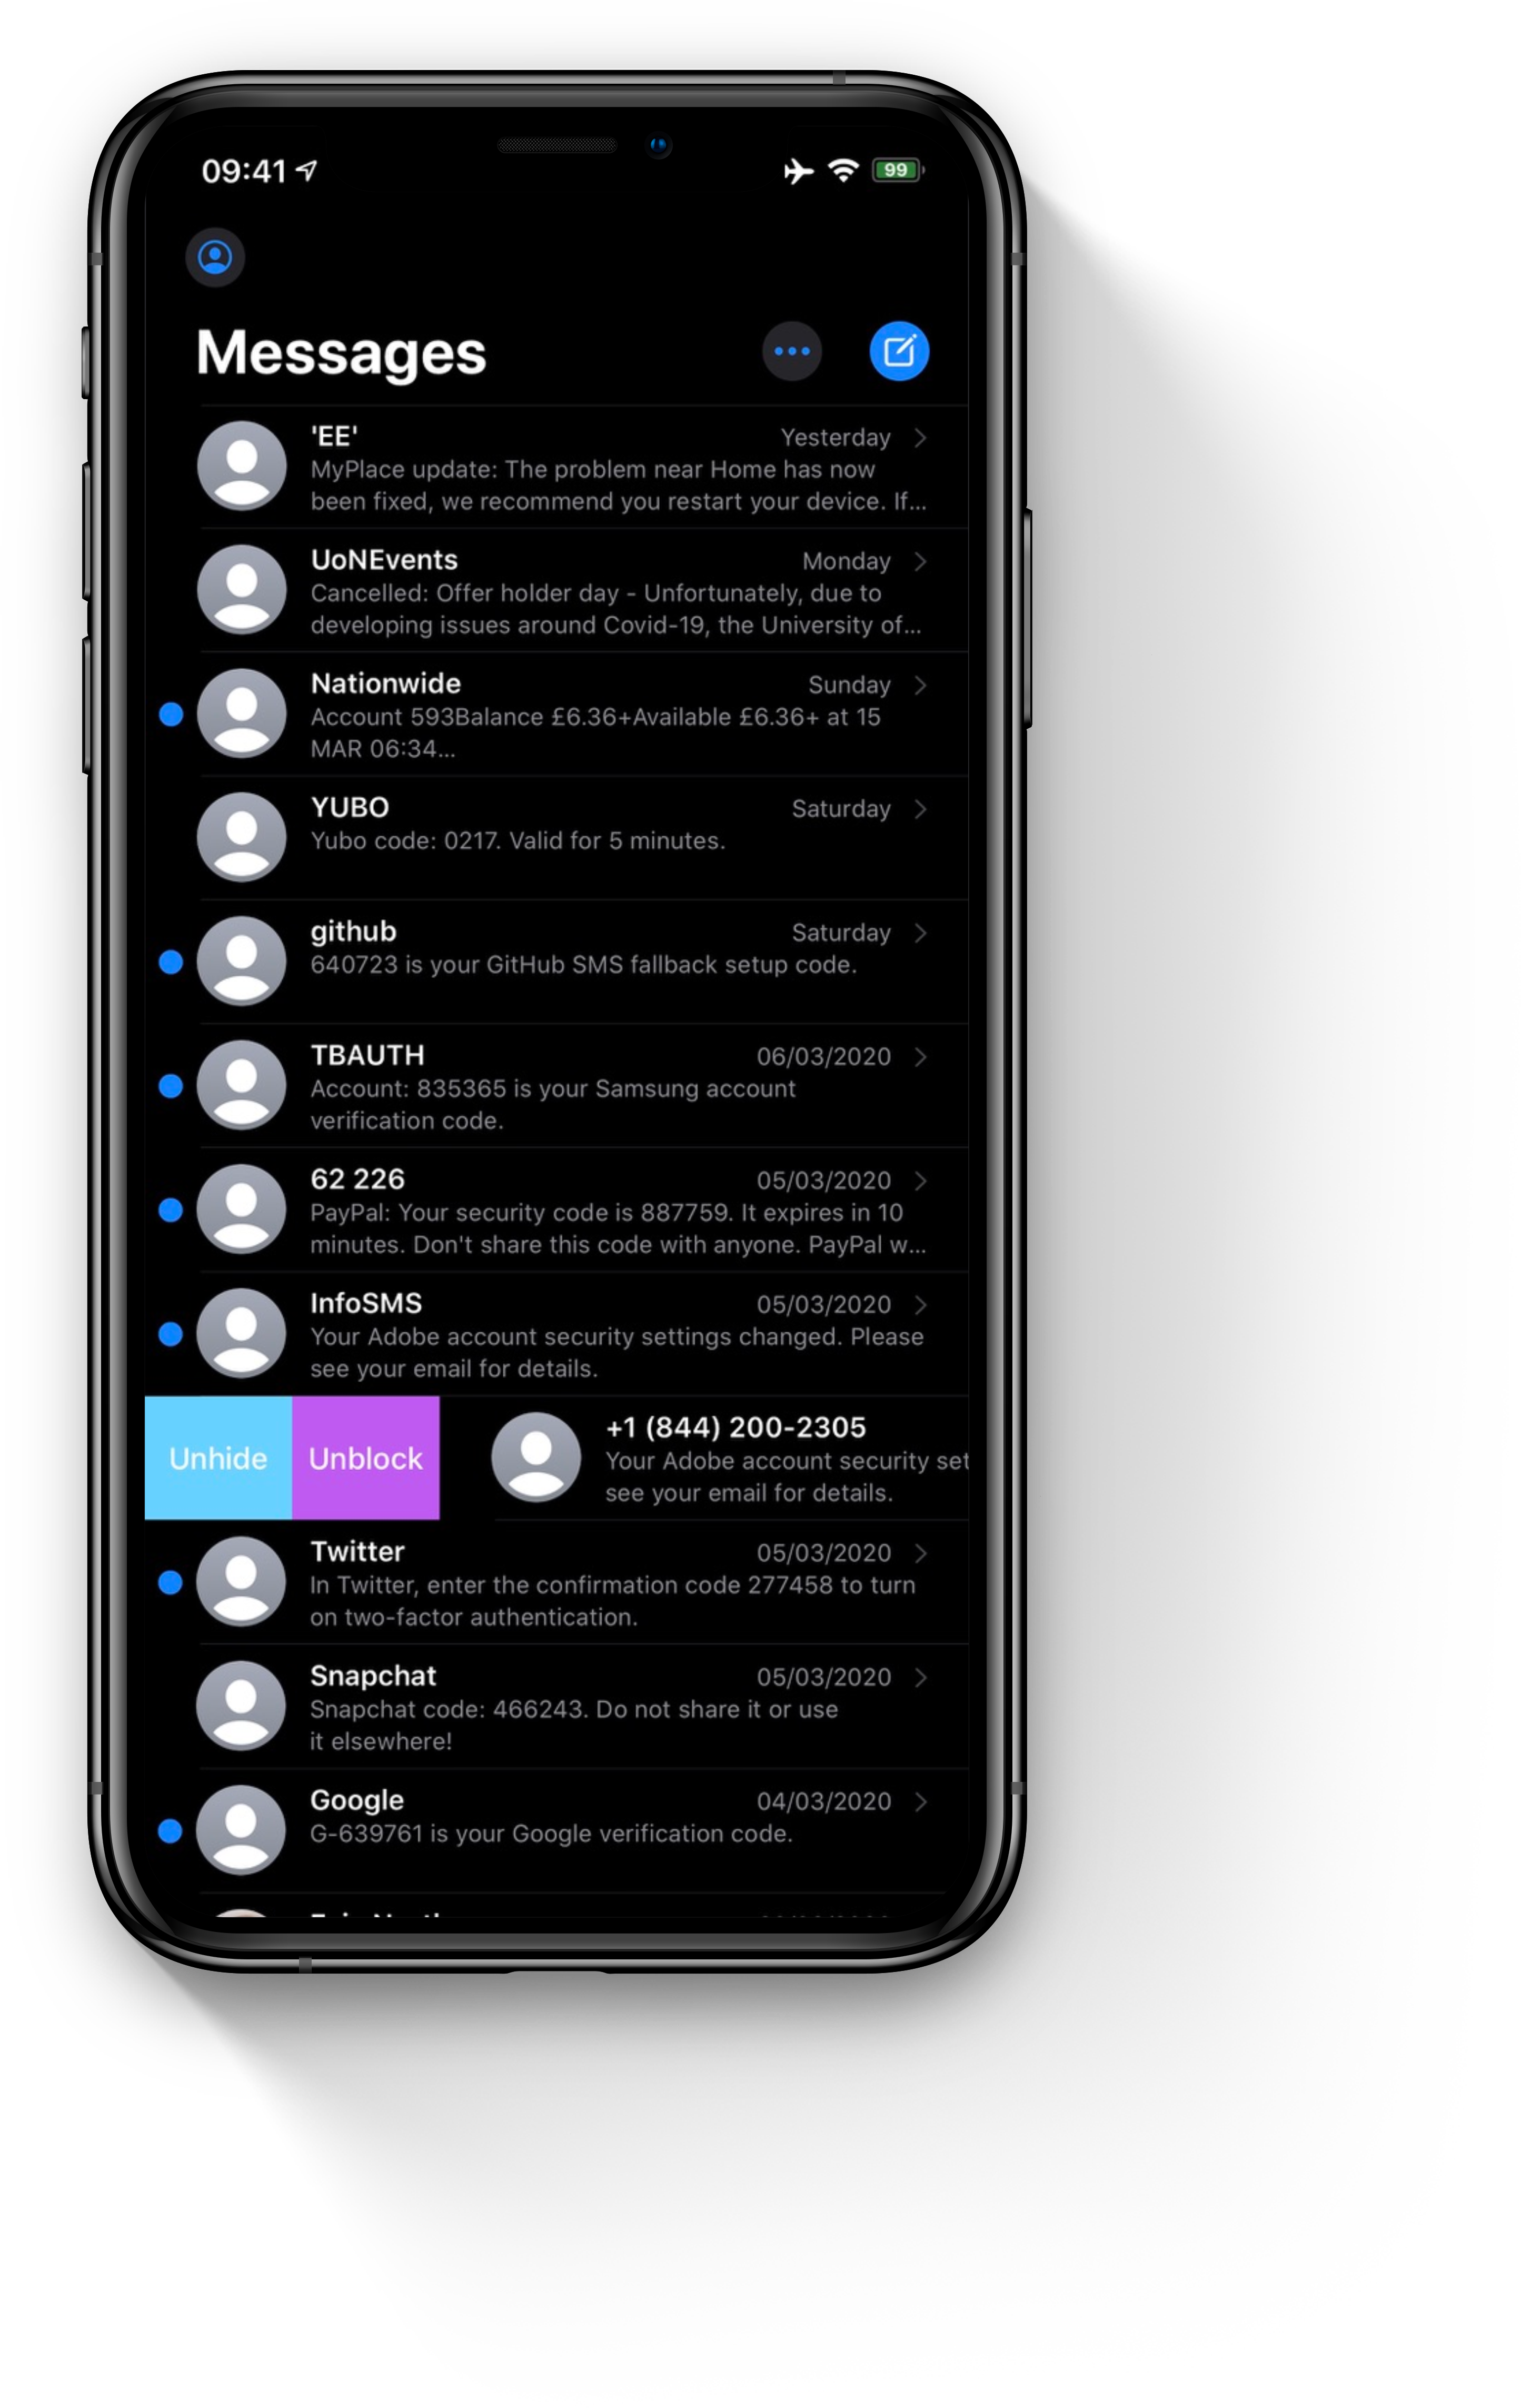 09:41
99
Messages
'EE'
Yesterday
MyPlace update: The problem near Home has now
been fixed, we recommend you restart your device. If...
UoNEvents
Monday
Cancelled: Offer holder day - Unfortunately, due to
developing issues around Covid-19, the University of...
Nationwide
Sunday
Account 593Balance £6.36+Available £6.36+ at 15
MAR 06:34...
YUBO
Saturday
Yubo code: 0217. Valid for 5 minutes.
github
Saturday
640723 is your GitHub SMS fallback setup code.
TBAUTH
06/03/2020
Account: 835365 is your Samsung account
verification code.
62 226
05/03/2020
PayPal: Your security code is 887759. It expires in 10
minutes. Don't share this code with anyone. PayPal w...
InfoSMS
05/03/2020
Your Adobe account security settings changed. Please
see your email for details.
Unhide
Unblock
+1 (844) 200-2305
Your Adobe account security set
see your email for details.
Twitter
05/03/2020
In Twitter, enter the confirmation code 277458 to turn
on two-factor authentication.
Snapchat
05/03/2020
Snapchat code: 466243. Do not share it or use
it elsewhere!
Google
04/03/2020
G-639761 is your Google verification code.